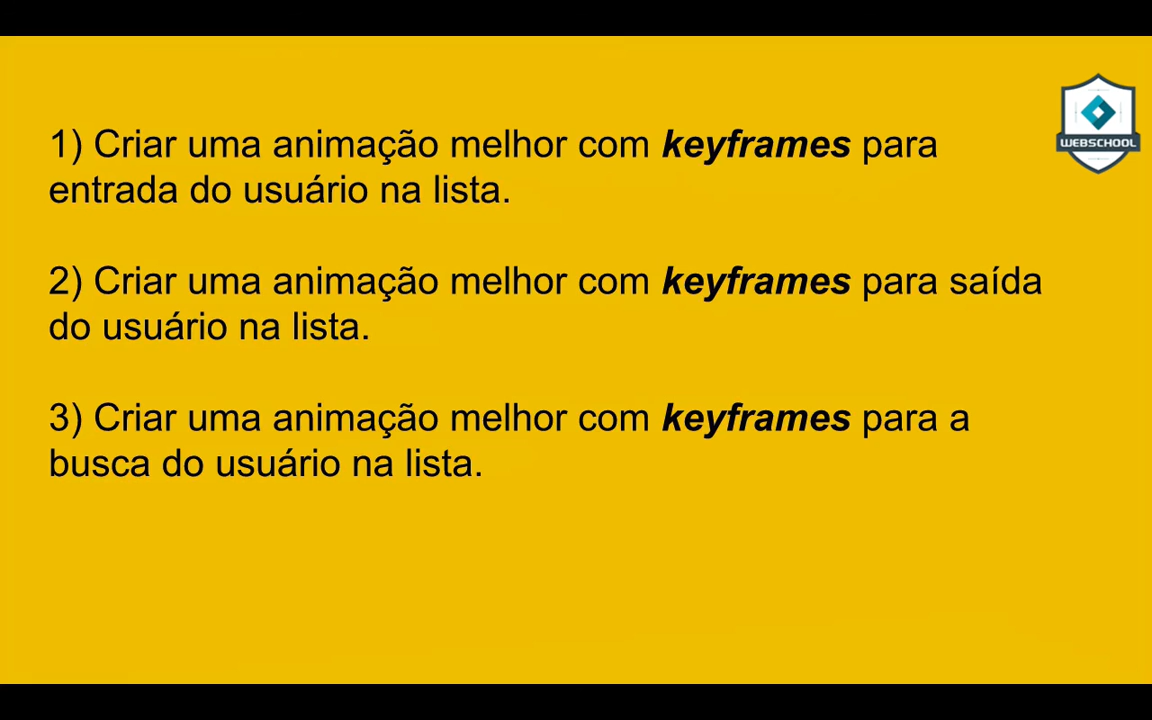 1) Criar uma animação melhor com keyframes para
entrada do usuário na lista.
2) Criar uma animação melhor com keyframes para saída
do usuário na lista.
3) Criar uma animação melhor com keyframes para a
busca do usuário na lista.
WEBSCHOOL